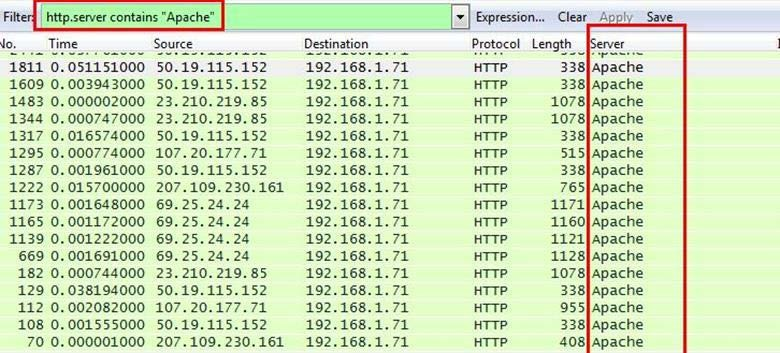 Filter: http.server contains "Apache" Expression... Clear Apply Save
No. Time Source Destination Protocol Length Server
1811 0.051151000 50.19.115.152 192.168.1.71 HTTP 338 Apache
1609 0.003943000 50.19.115.152 192.168.1.71 HTTP 338 Apache
1483 0.000002000 23.210.219.85 192.168.1.71 HTTP 1078 Apache
1344 0.000747000 23.210.219.85 192.168.1.71 HTTP 1078 Apache
1317 0.016574000 50.19.115.152 192.168.1.71 HTTP 338 Apache
1295 0.000774000 107.20.177.71 192.168.1.71 HTTP 515 Apache
1287 0.001961000 50.19.115.152 192.168.1.71 HTTP 338 Apache
1222 0.015700000 207.109.230.161 192.168.1.71 HTTP 765 Apache
1173 0.001648000 69.25.24.24 192.168.1.71 HTTP 1171 Apache
1165 0.001172000 69.25.24.24 192.168.1.71 HTTP 1160 Apache
1139 0.001222000 69.25.24.24 192.168.1.71 HTTP 1121 Apache
669 0.001691000 69.25.24.24 192.168.1.71 HTTP 1128 Apache
182 0.000744000 23.210.219.85 192.168.1.71 HTTP 1078 Apache
129 0.038194000 50.19.115.152 192.168.1.71 HTTP 338 Apache
112 0.002082000 107.20.177.71 192.168.1.71 HTTP 955 Apache
108 0.001555000 50.19.115.152 192.168.1.71 HTTP 338 Apache
70 0.000001000 207.109.230.161 192.168.1.71 HTTP 408 Apache